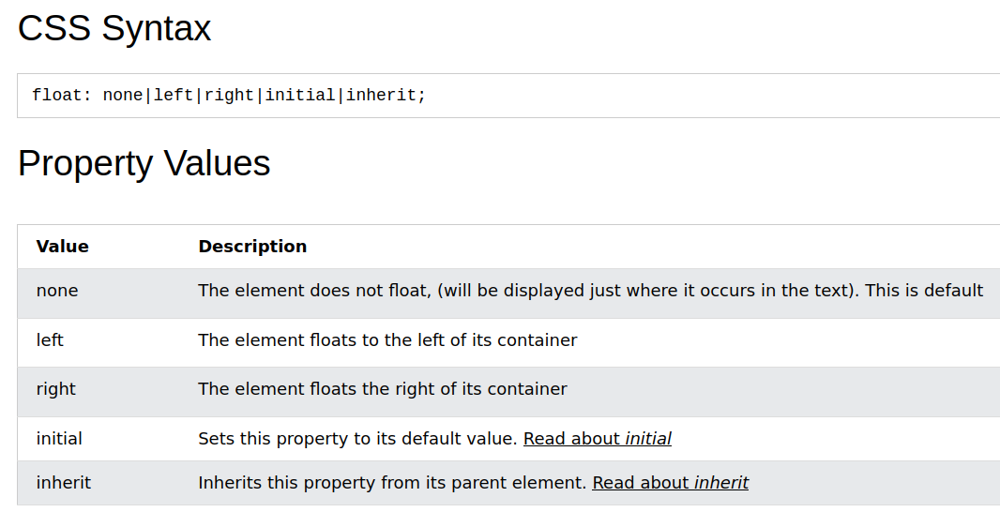 CSS Syntax
float: none|left|right|initial|inherit;
Property Values
Value Description
none The element does not float, (will be displayed just where it occurs in the text). This is default
left The element floats to the left of its container
right The element floats the right of its container
initial Sets this property to its default value. Read about initial
inherit Inherits this property from its parent element. Read about inherit